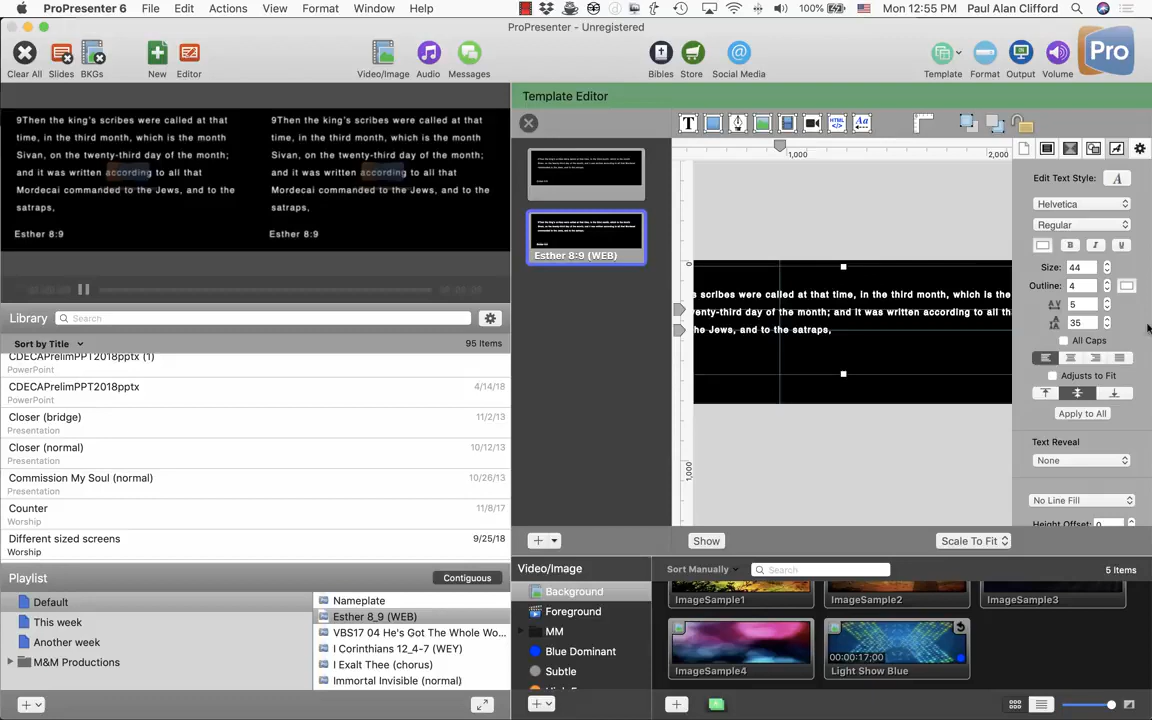 ProPresenter 6 File Edit Actions View Format Window Help 100% Mon 12:55 PM Paul Alan Clifford
ProPresenter - Unregistered
Clear All Slides BKGs New Editor Video/Image Audio Messages Bibles Store Social Media Template Format Output Volume Pro
Template Editor
9Then the king's scribes were called at that
time, in the third month, which is the month
Sivan, on the twenty-third day of the month;
and it was written according to all that
Mordecai commanded to the Jews, and to the
satraps,
Esther 8:9
9Then the king's scribes were called at that
time, in the third month, which is the month
Sivan, on the twenty-third day of the month;
and it was written according to all that
Mordecai commanded to the Jews, and to the
satraps,
Esther 8:9
Library Search
Sort by Title 95 Items
CDECAPrelimPPT2018pptx (1)
PowerPoint
CDECAPrelimPPT2018pptx 4/14/18
PowerPoint
Closer (bridge) 11/2/13
Presentation
Closer (normal) 10/12/13
Presentation
Commission My Soul (normal) 10/26/13
Presentation
Counter 11/8/17
Worship
Different sized screens 9/25/18
Worship
Playlist Contiguous
Default
This week
Another week
M&M Productions
Nameplate
Esther 8_9 (WEB)
VBS17 04 He's Got The Whole Wo...
I Corinthians 12_4-7 (WEY)
I Exalt Thee (chorus)
Immortal Invisible (normal)
Esther 8:9 (WEB)
T HTML Aa
1,000 2,000
0
1,000
s scribes were called at that time, in the third month, which is the
venty-third day of the month; and it was written according to all th
he Jews, and to the satraps,
Show Scale To Fit
Edit Text Style: A
Helvetica
Regular
B I U
Size: 44
Outline: 4
AV 5
35
All Caps
Adjusts to Fit
Apply to All
Text Reveal
None
No Line Fill
Height Offset: 0
Video/Image Sort Manually Search 5 Items
Background
Foreground
MM
Blue Dominant
Subtle
ImageSample1 ImageSample2 ImageSample3
00:00:17;00
ImageSample4 Light Show Blue